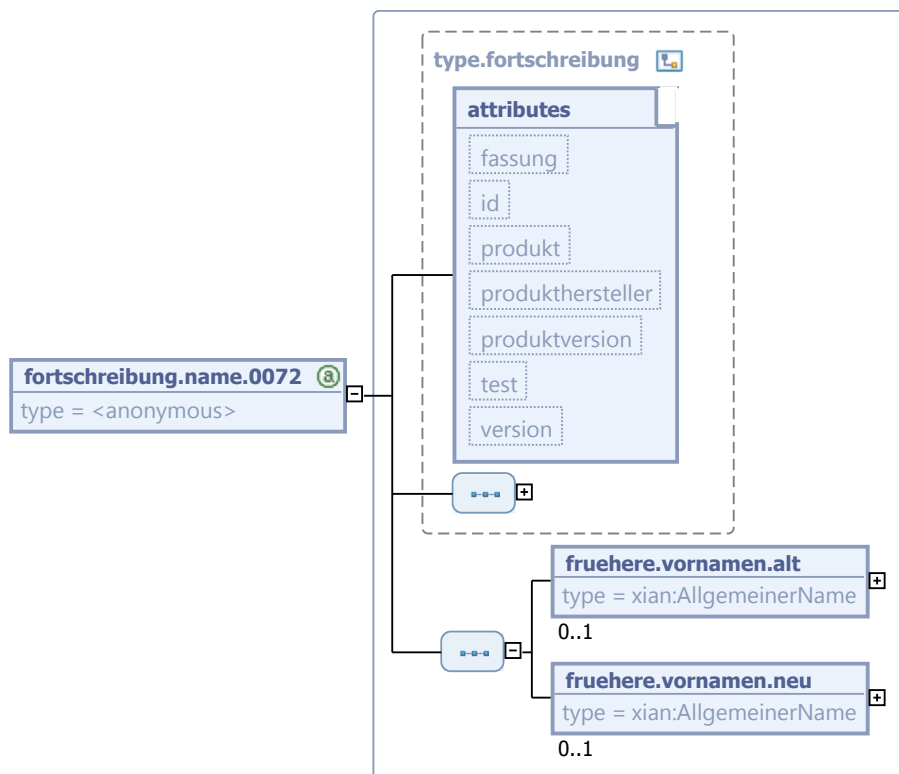 type.fortschreibung
attributes
fassung
id
produkt
produkthersteller
produktversion
test
version
fortschreibung.name.0072 a
type = <anonymous>
fruehere.vornamen.alt
type = xian:AllgemeinerName
0..1
fruehere.vornamen.neu
type = xian:AllgemeinerName
0..1